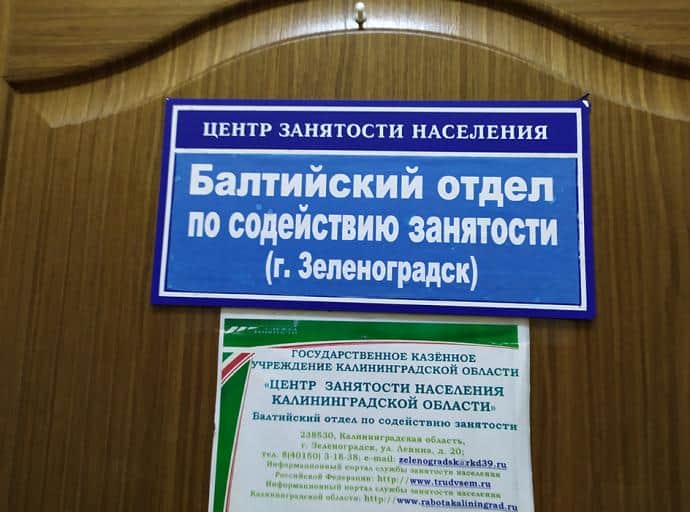 ЦЕНТР ЗАНЯТОСТИ НАСЕЛЕНИЯ
Балтийский отдел
по содействию занятости
(г. Зеленоградск)
ГОСУДАРСТВЕННОЕ КАЗЁННОЕ
УЧРЕЖДЕНИЕ КАЛИНИНГРАДСКОЙ ОБЛАСТИ
«ЦЕНТР ЗАНЯТОСТИ НАСЕЛЕНИЯ
КАЛИНИНГРАДСКОЙ ОБЛАСТИ»
Балтийский отдел по содействию занятости
238530, Калининградская область,
г. Зеленоградск, ул. Ленина, д. 20;
тел. 8(40150) 3-18-38; e-mail: zelenogradsk@rkd39.ru
Информационный портал службы занятости населения
Российской Федерации: http://www.trudvsem.ru
Информационный портал службы занятости населения
Калининградской области: http://www.rabotakaliningrad.ru